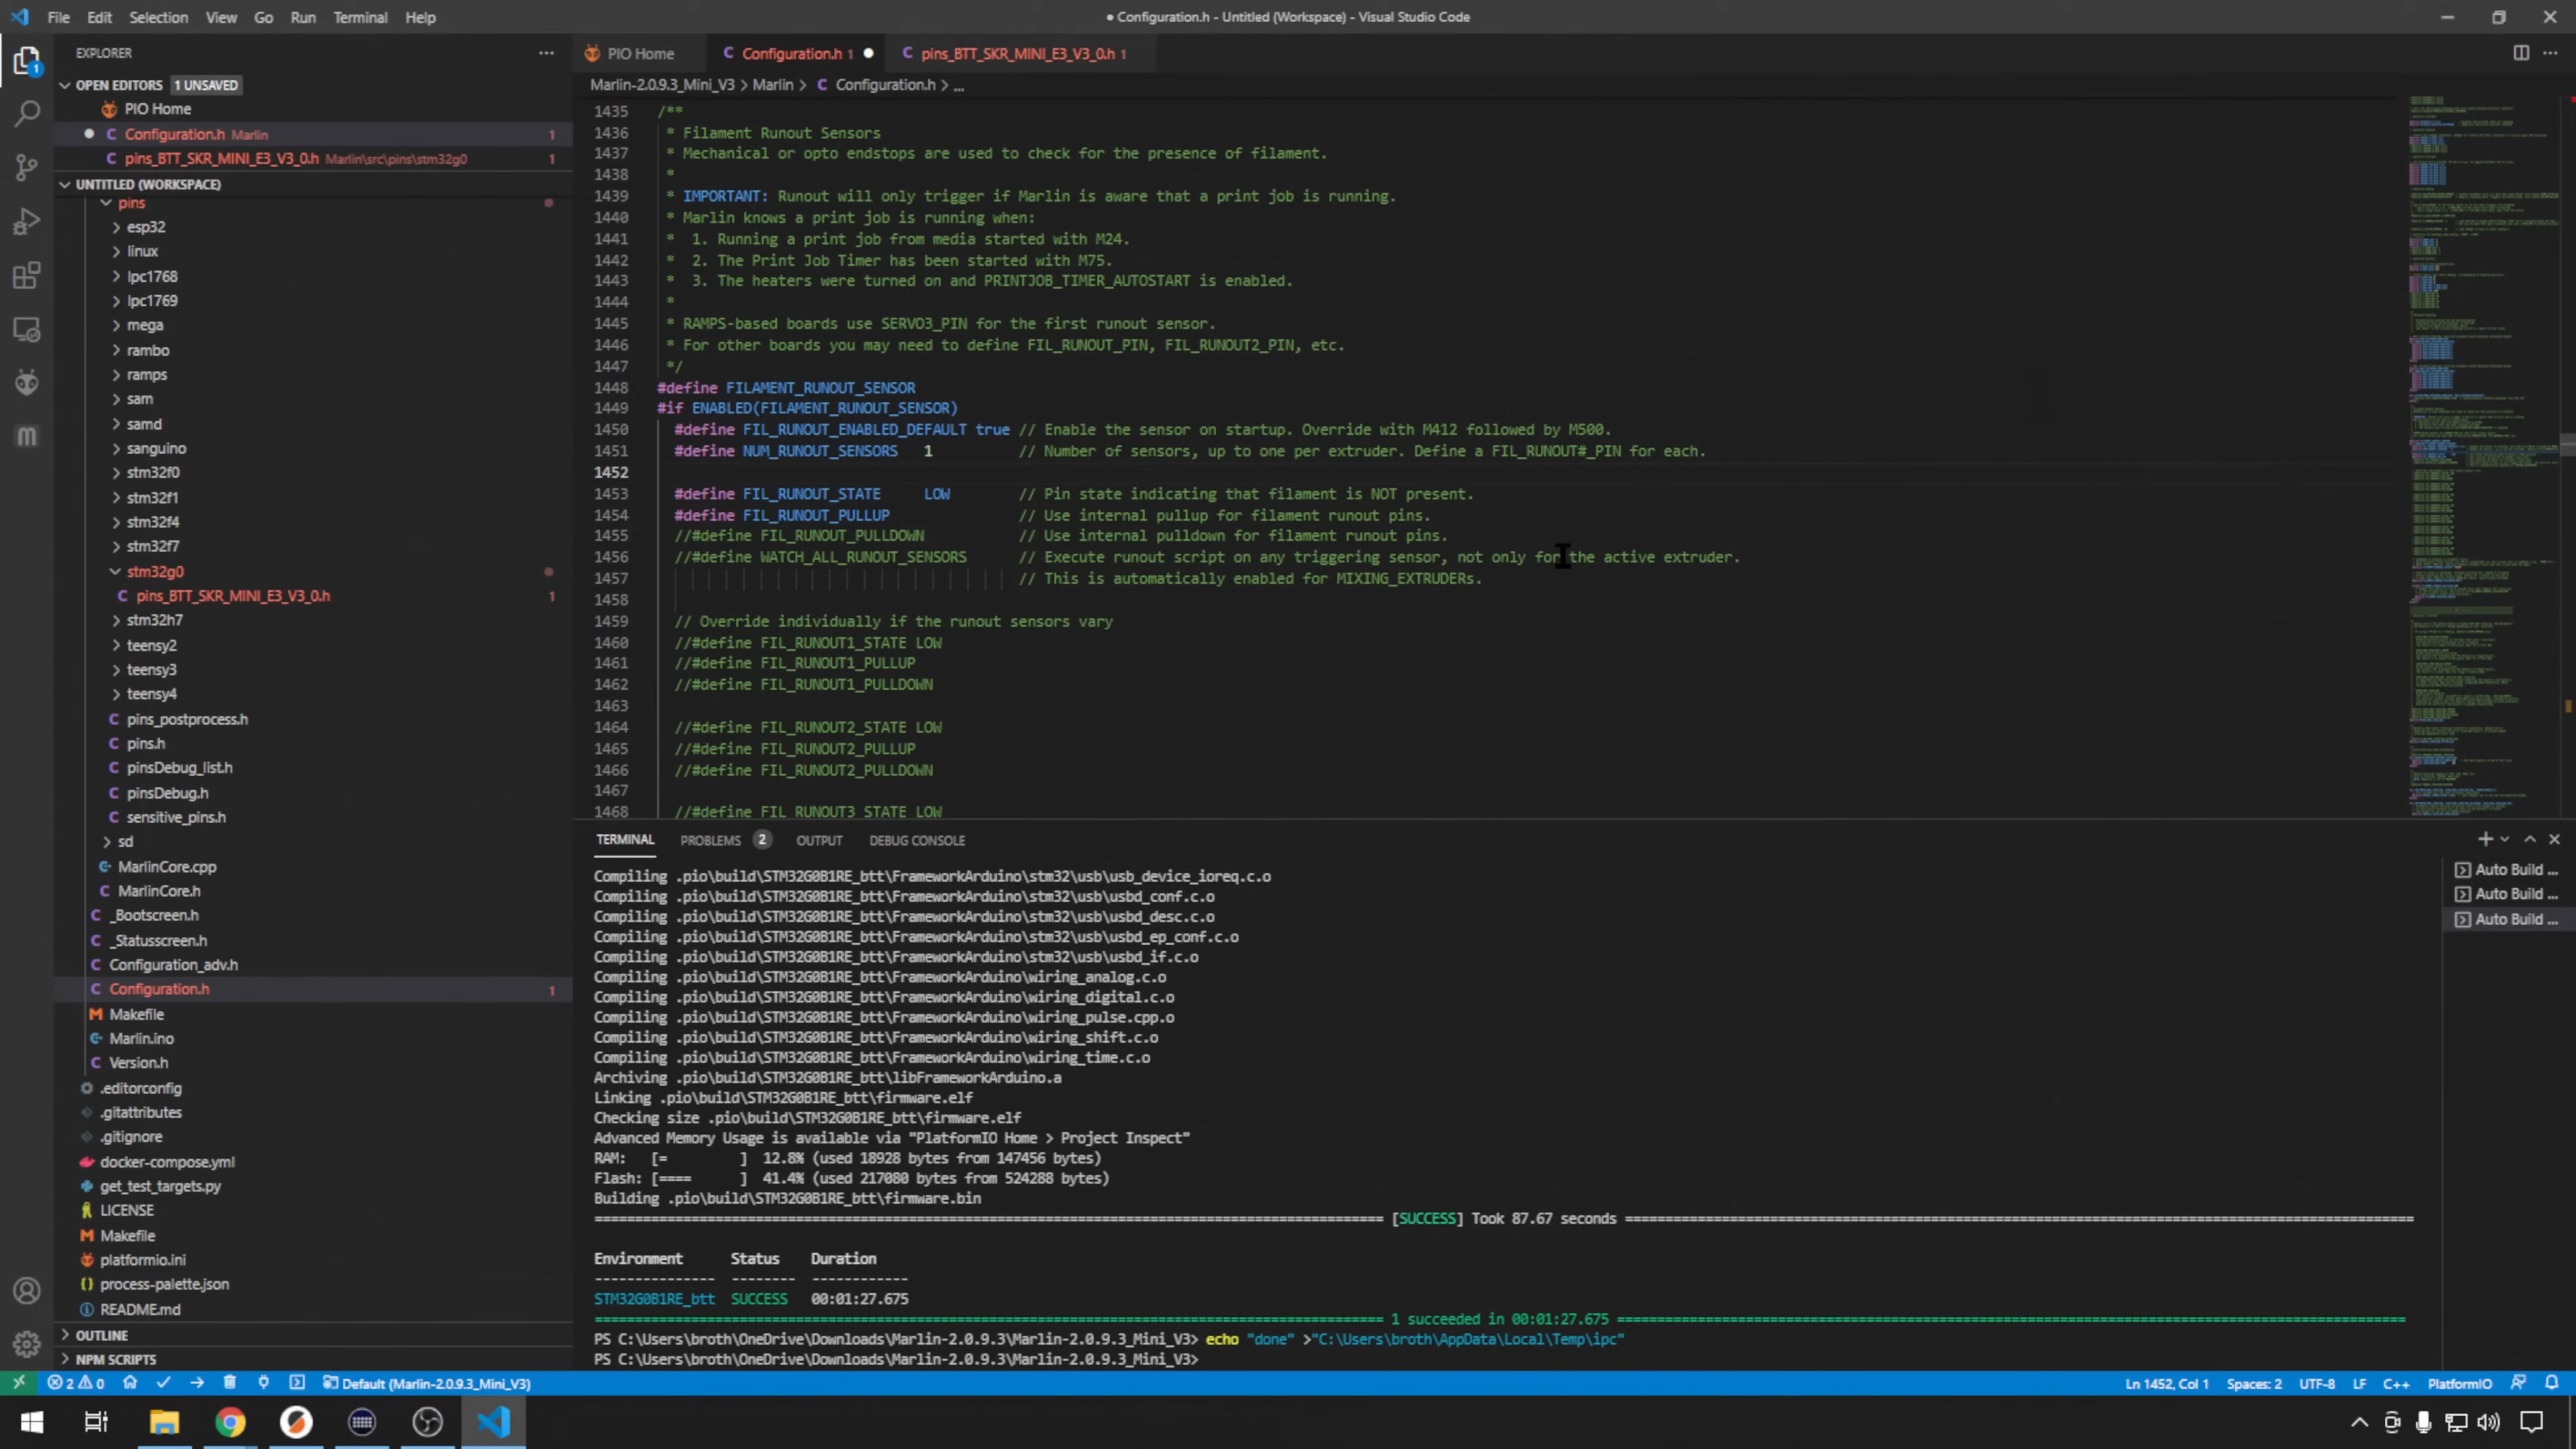 File Edit Selection View Go Run Terminal Help
● Configuration.h - Untitled (Workspace) - Visual Studio Code
EXPLORER
PIO Home
Configuration.h 1
pins_BTT_SKR_MINI_E3_V3_0.h 1
OPEN EDITORS 1 UNSAVED
PIO Home
Configuration.h Marlin 1
pins_BTT_SKR_MINI_E3_V3_0.h Marlin\src\pins\stm32g0 1
UNTITLED (WORKSPACE)
pins
esp32
linux
lpc1768
lpc1769
mega
rambo
ramps
sam
samd
sanguino
stm32f0
stm32f1
stm32f4
stm32f7
stm32g0
pins_BTT_SKR_MINI_E3_V3_0.h 1
stm32h7
teensy2
teensy3
teensy4
pins_postprocess.h
pins.h
pinsDebug_list.h
pinsDebug.h
sensitive_pins.h
sd
MarlinCore.cpp
MarlinCore.h
_Bootscreen.h
_Statusscreen.h
Configuration_adv.h
Configuration.h 1
Makefile
Marlin.ino
Version.h
.editorconfig
.gitattributes
.gitignore
docker-compose.yml
get_test_targets.py
LICENSE
Makefile
platformio.ini
process-palette.json
README.md
OUTLINE
NPM SCRIPTS
Marlin-2.0.9.3_Mini_V3 > Marlin > C Configuration.h > ...
1435 /**
1436 * Filament Runout Sensors
1437 * Mechanical or opto endstops are used to check for the presence of filament.
1438 *
1439 * IMPORTANT: Runout will only trigger if Marlin is aware that a print job is running.
1440 * Marlin knows a print job is running when:
1441 *  1. Running a print job from media started with M24.
1442 *  2. The Print Job Timer has been started with M75.
1443 *  3. The heaters were turned on and PRINTJOB_TIMER_AUTOSTART is enabled.
1444 *
1445 * RAMPS-based boards use SERVO3_PIN for the first runout sensor.
1446 * For other boards you may need to define FIL_RUNOUT_PIN, FIL_RUNOUT2_PIN, etc.
1447 */
1448 #define FILAMENT_RUNOUT_SENSOR
1449 #if ENABLED(FILAMENT_RUNOUT_SENSOR)
1450 #define FIL_RUNOUT_ENABLED_DEFAULT true // Enable the sensor on startup. Override with M412 followed by M500.
1451 #define NUM_RUNOUT_SENSORS   1 // Number of sensors, up to one per extruder. Define a FIL_RUNOUT#_PIN for each.
1452
1453 #define FIL_RUNOUT_STATE     LOW // Pin state indicating that filament is NOT present.
1454 #define FIL_RUNOUT_PULLUP // Use internal pullup for filament runout pins.
1455 //#define FIL_RUNOUT_PULLDOWN // Use internal pulldown for filament runout pins.
1456 //#define WATCH_ALL_RUNOUT_SENSORS // Execute runout script on any triggering sensor, not only for the active extruder.
1457 // This is automatically enabled for MIXING_EXTRUDERs.
1458
1459 // Override individually if the runout sensors vary
1460 //#define FIL_RUNOUT1_STATE LOW
1461 //#define FIL_RUNOUT1_PULLUP
1462 //#define FIL_RUNOUT1_PULLDOWN
1463
1464 //#define FIL_RUNOUT2_STATE LOW
1465 //#define FIL_RUNOUT2_PULLUP
1466 //#define FIL_RUNOUT2_PULLDOWN
1467
1468 //#define FIL_RUNOUT3_STATE LOW
TERMINAL PROBLEMS 2 OUTPUT DEBUG CONSOLE
Compiling .pio\build\STM32G0B1RE_btt\FrameworkArduino\stm32\usb\usb_device_ioreq.c.o
Compiling .pio\build\STM32G0B1RE_btt\FrameworkArduino\stm32\usb\usbd_conf.c.o
Compiling .pio\build\STM32G0B1RE_btt\FrameworkArduino\stm32\usb\usbd_desc.c.o
Compiling .pio\build\STM32G0B1RE_btt\FrameworkArduino\stm32\usb\usbd_ep_conf.c.o
Compiling .pio\build\STM32G0B1RE_btt\FrameworkArduino\stm32\usb\usbd_if.c.o
Compiling .pio\build\STM32G0B1RE_btt\FrameworkArduino\wiring_analog.c.o
Compiling .pio\build\STM32G0B1RE_btt\FrameworkArduino\wiring_digital.c.o
Compiling .pio\build\STM32G0B1RE_btt\FrameworkArduino\wiring_pulse.cpp.o
Compiling .pio\build\STM32G0B1RE_btt\FrameworkArduino\wiring_shift.c.o
Compiling .pio\build\STM32G0B1RE_btt\FrameworkArduino\wiring_time.c.o
Archiving .pio\build\STM32G0B1RE_btt\libFrameworkArduino.a
Linking .pio\build\STM32G0B1RE_btt\firmware.elf
Checking size .pio\build\STM32G0B1RE_btt\firmware.elf
Advanced Memory Usage is available via "PlatformIO Home > Project Inspect"
RAM:   [=         ]  12.8% (used 18928 bytes from 147456 bytes)
Flash: [====      ]  41.4% (used 217080 bytes from 524288 bytes)
Building .pio\build\STM32G0B1RE_btt\firmware.bin
[SUCCESS] Took 87.67 seconds
Environment Status Duration
STM32G0B1RE_btt SUCCESS 00:01:27.675
1 succeeded in 00:01:27.675
PS C:\Users\broth\OneDrive\Downloads\Marlin-2.0.9.3\Marlin-2.0.9.3_Mini_V3> echo "done" >"C:\Users\broth\AppData\Local\Temp\ipc"
PS C:\Users\broth\OneDrive\Downloads\Marlin-2.0.9.3\Marlin-2.0.9.3_Mini_V3>
Auto Build ...
Auto Build ...
Auto Build ...
2 0 Default (Marlin-2.0.9.3_Mini_V3)
Ln 1452, Col 1 Spaces: 2 UTF-8 LF C++ PlatformIO